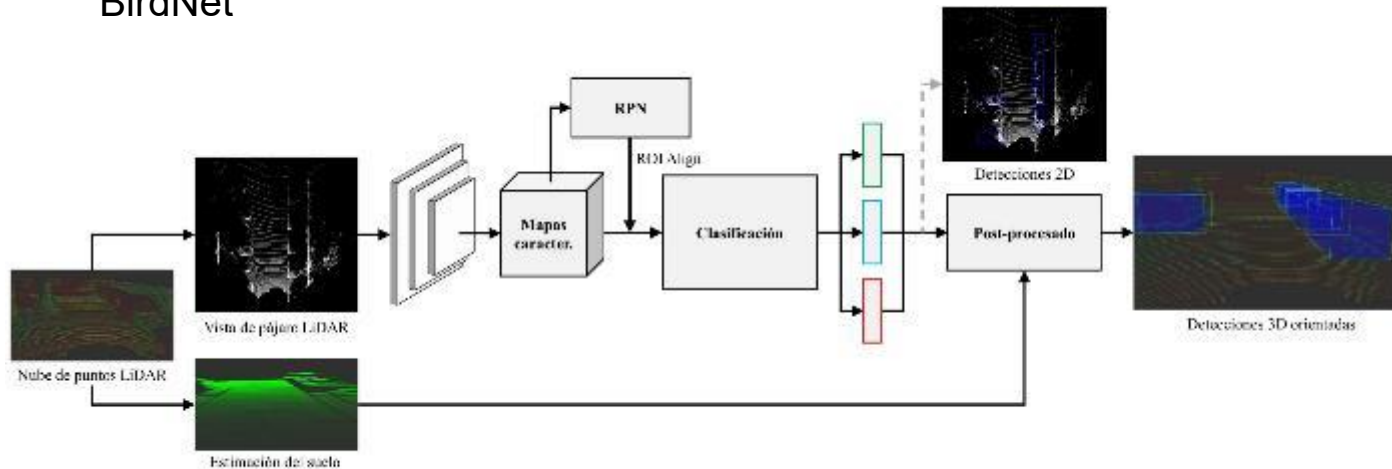 BirdNet
RPN
ROI Align
Detecciones 2D
Mapas
caracter.
Clasificación
Post-procesado
Vista de pájaro LiDAR
Detecciones 3D orientadas
Nube de puntos LiDAR
Estimación del suelo